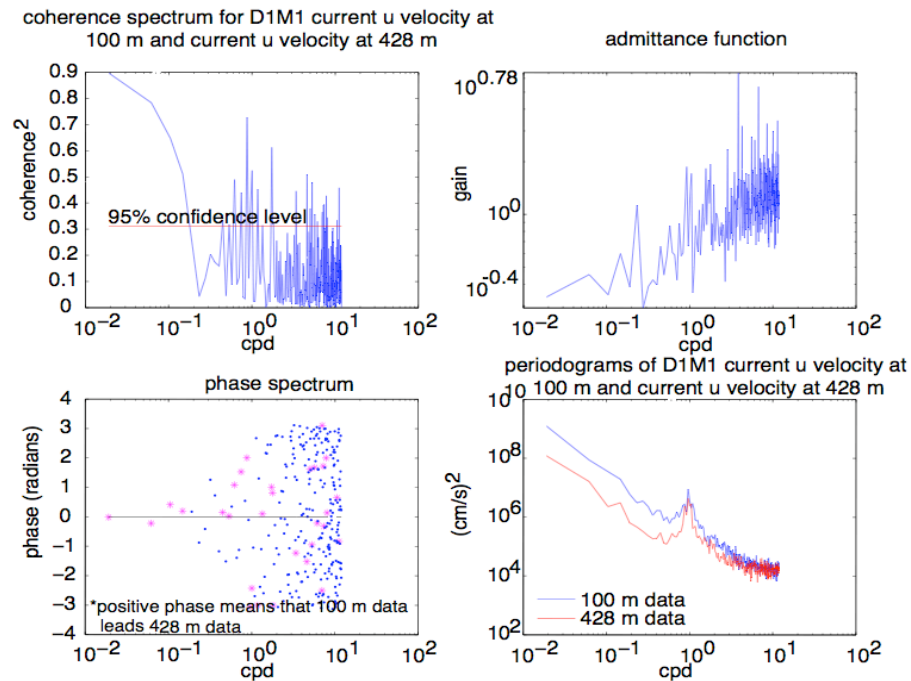 coherence spectrum for D1M1 current u velocity at
100 m and current u velocity at 428 m
0.9
0.8
0.7
0.6
0.5
0.4
0.3
0.2
0.1
0
coherence²
95% confidence level
10⁻² 10⁻¹ 10⁰ 10¹ 10²
cpd
admittance function
10^0.78
10^0
10^-0.4
gain
10⁻² 10⁻¹ 10⁰ 10¹ 10²
cpd
phase spectrum
4
3
2
1
0
−1
−2
−3
−4
phase (radians)
*positive phase means that 100 m data
leads 428 m data
10⁻² 10⁻¹ 10⁰ 10¹ 10²
cpd
periodograms of D1M1 current u velocity at
100 m and current u velocity at 428 m
10
10⁸
10⁶
10⁴
10²
(cm/s)²
100 m data
428 m data
10⁻² 10⁻¹ 10⁰ 10¹ 10²
cpd